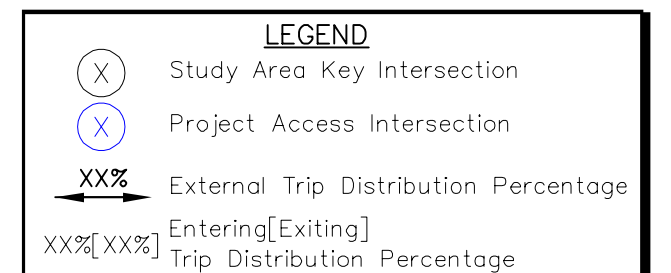 LEGEND
X Study Area Key Intersection
X Project Access Intersection
XX% External Trip Distribution Percentage
XX%[XX%] Entering[Exiting]
Trip Distribution Percentage